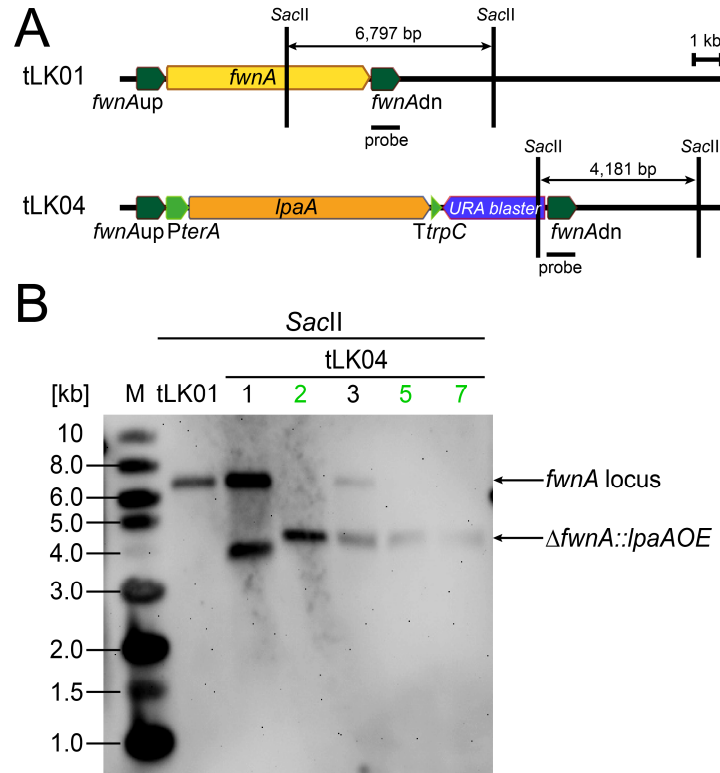 A
SacII
SacII
6,797 bp
1 kb
tLK01
fwnA
fwnAup
fwnAdn
probe
SacII
SacII
4,181 bp
tLK04
lpaA
URA blaster
fwnAup PterA
TtrpC
fwnAdn
probe
B
SacII
tLK04
[kb] M tLK01 1 2 3 5 7
10
8.0
fwnA locus
6.0
5.0
ΔfwnA::lpaAOE
4.0
3.0
2.0
1.5
1.0